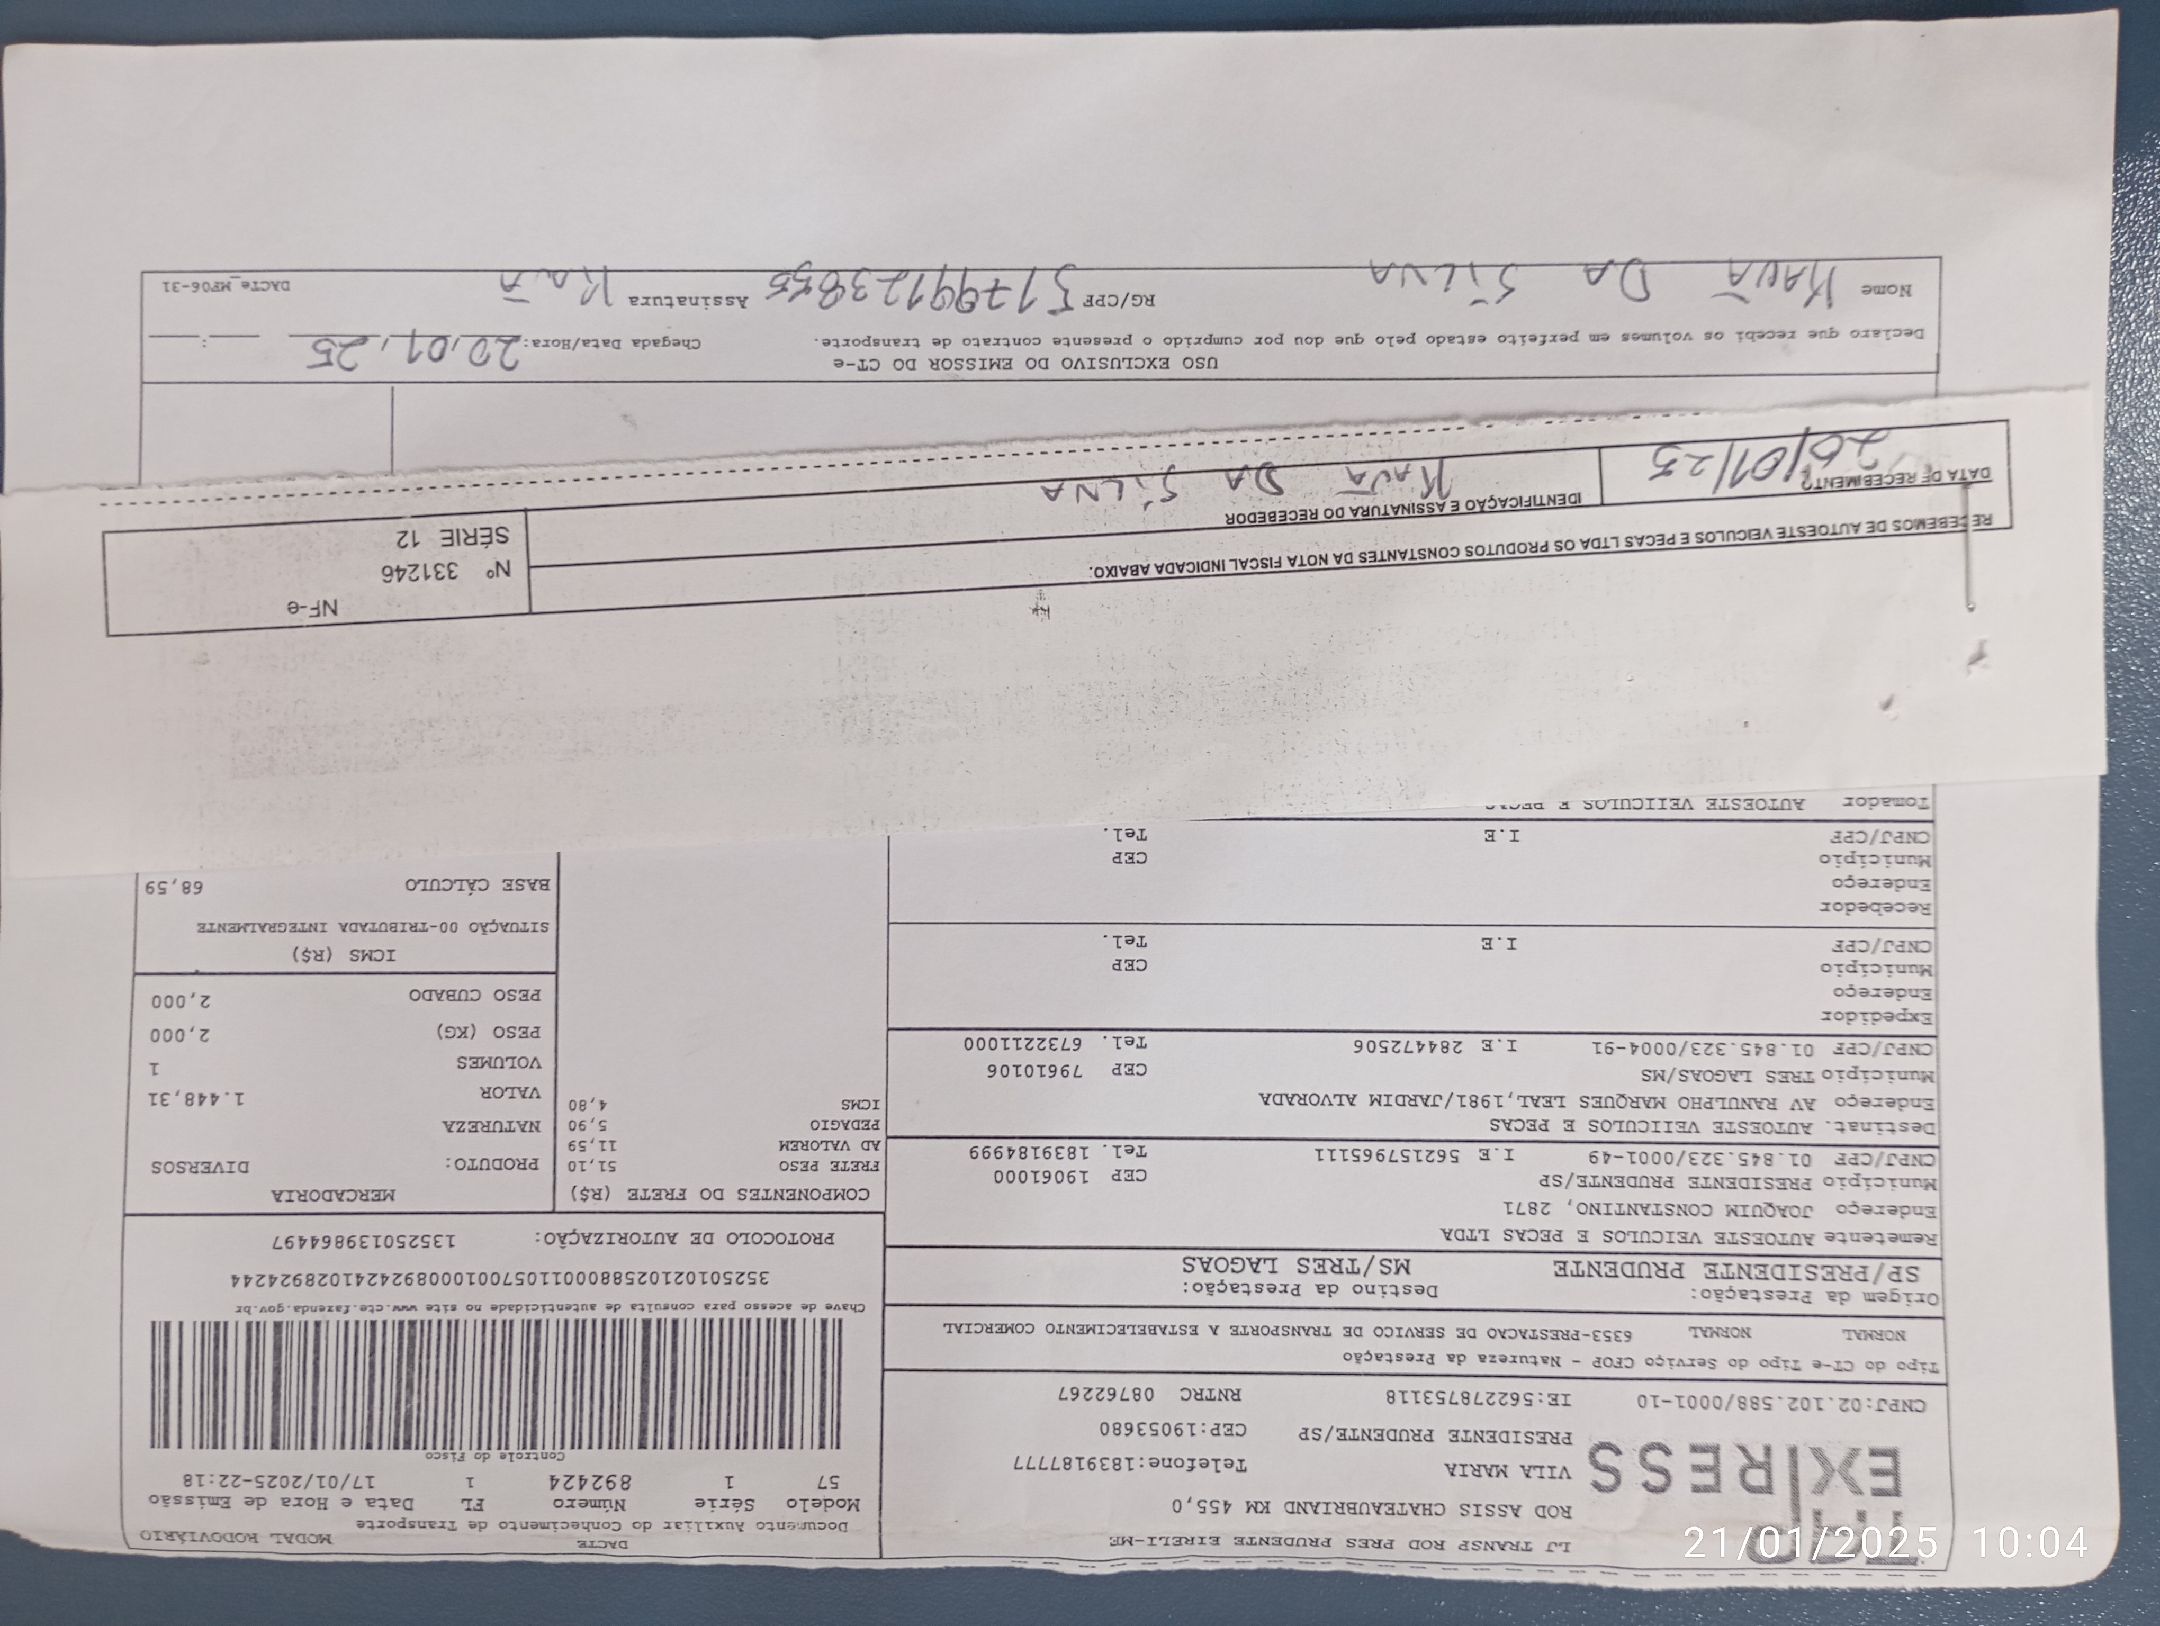 LJ TRANSP ROD PRES PRUDENTE EIRELI-ME
EXPRESS
ROD ASSIS CHATEAUBRIAND KM 455,0
VILA MARIA Telefone:1839187777
PRESIDENTE PRUDENTE/SP CEP:19053680
CNPJ:02.102.588/0001-10 IE:562278753118 RNTRC 08762267
Tipo do CT-e Tipo do Serviço CFOP - Natureza da Prestação
NORMAL NORMAL 6353-PRESTACAO DE SERVICO DE TRANSPORTE A ESTABELECIMENTO COMERCIAL
Origem da Prestação: Destino da Prestação:
SP/PRESIDENTE PRUDENTE MS/TRES LAGOAS
Remetente AUTOESTE VEICULOS E PECAS LTDA
Endereço JOAQUIM CONSTANTINO, 2871
Município PRESIDENTE PRUDENTE/SP CEP 19061000
CNPJ/CPF 01.845.323/0001-49 I.E 562157965111 Tel. 1839184999
Destinat. AUTOESTE VEIICULOS E PECAS
Endereço AV RANULPHO MARQUES LEAL,1981/JARDIM ALVORADA
Município TRES LAGOAS/MS CEP 79610106
CNPJ/CPF 01.845.323/0004-91 I.E 284472506 Tel. 6732211000
Expedidor
Endereço
Município CEP
CNPJ/CPF I.E Tel.
Recebedor
Endereço
Município CEP
CNPJ/CPF I.E Tel.
Tomador AUTOESTE VEIICULOS E PECAS
DACTE MODAL RODOVIÁRIO
Documento Auxiliar do Conhecimento de Transporte
Modelo Série Número FL Data e Hora de Emissão
57 1 892424 1 17/01/2025-22:18
Controle do Fisco
Chave de acesso para consulta de autenticidade no site www.cte.fazenda.gov.br
35250102102588000110570010008924241028924244
PROTOCOLO DE AUTORIZAÇÃO: 135250139864497
COMPONENTES DO FRETE (R$)
FRETE PESO 51,10
AD VALOREM 11,59
PEDAGIO 5,90
ICMS 4,80
MERCADORIA
PRODUTO: DIVERSOS
NATUREZA
VALOR 1.448,31
VOLUMES 1
PESO (KG) 2,000
PESO CUBADO 2,000
ICMS (R$)
SITUAÇÃO 00-TRIBUTADA INTEGRALMENTE
BASE CÁLCULO 68,59
RECEBEMOS DE AUTOESTE VEICULOS E PECAS LTDA OS PRODUTOS CONSTANTES DA NOTA FISCAL INDICADA ABAIXO.
DATA DE RECEBIMENTO IDENTIFICAÇÃO E ASSINATURA DO RECEBEDOR
20/01/25 KAUÃ DA SILVA
NF-e
Nº 331246
SÉRIE 12
USO EXCLUSIVO DO EMISSOR DO CT-e
Declaro que recebi os volumes em perfeito estado pelo que dou por cumprido o presente contrato de transporte. Chegada Data/Hora: 20,01,25 :
Nome KAUÃ DA SILVA RG/CPF 51799123855 Assinatura Kauã DACTe MP06-31
21/01/2025 10:04